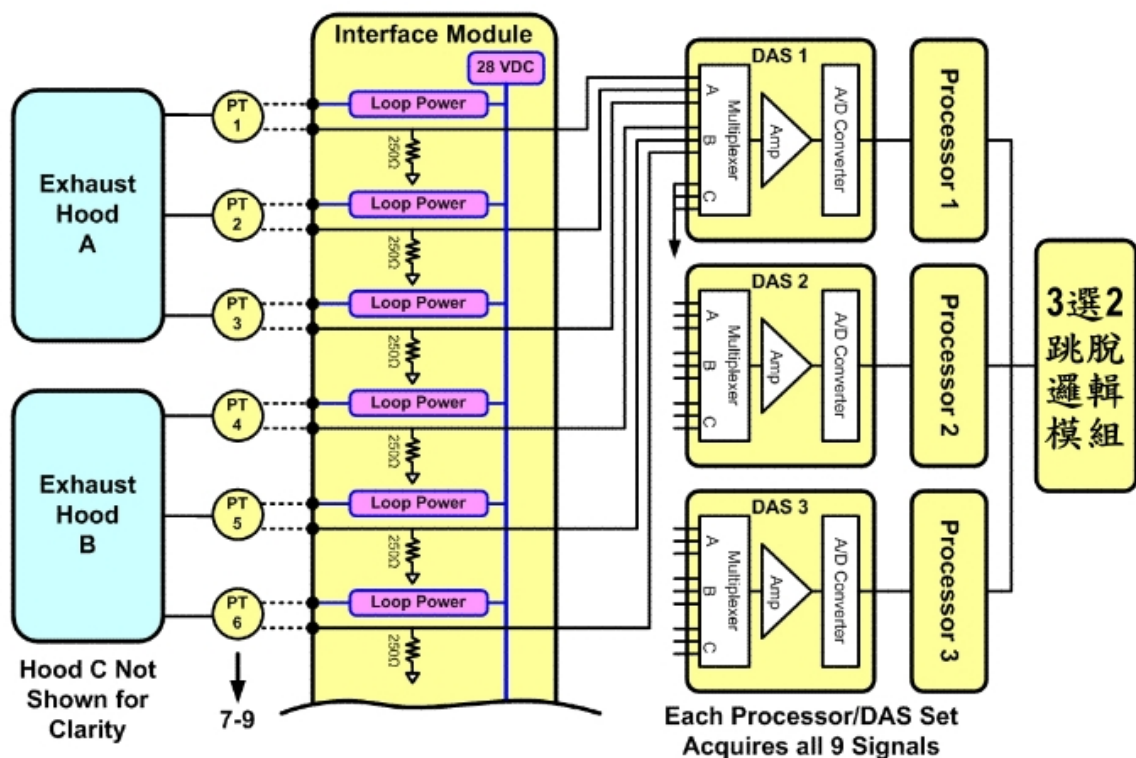 Interface Module
28 VDC
Exhaust
Hood
A
PT
1
PT
2
PT
3
Loop Power
250Ω
Loop Power
250Ω
Loop Power
250Ω
Exhaust
Hood
B
PT
4
PT
5
PT
6
Loop Power
250Ω
Loop Power
250Ω
Loop Power
250Ω
Hood C Not
Shown for
Clarity
7-9
DAS 1
A
B
C
Multiplexer
Amp
A/D Converter
Processor 1
DAS 2
A
B
C
Multiplexer
Amp
A/D Converter
Processor 2
DAS 3
A
B
C
Multiplexer
Amp
A/D Converter
Processor 3
3選2
跳脫
邏輯
模組
Each Processor/DAS Set
Acquires all 9 Signals